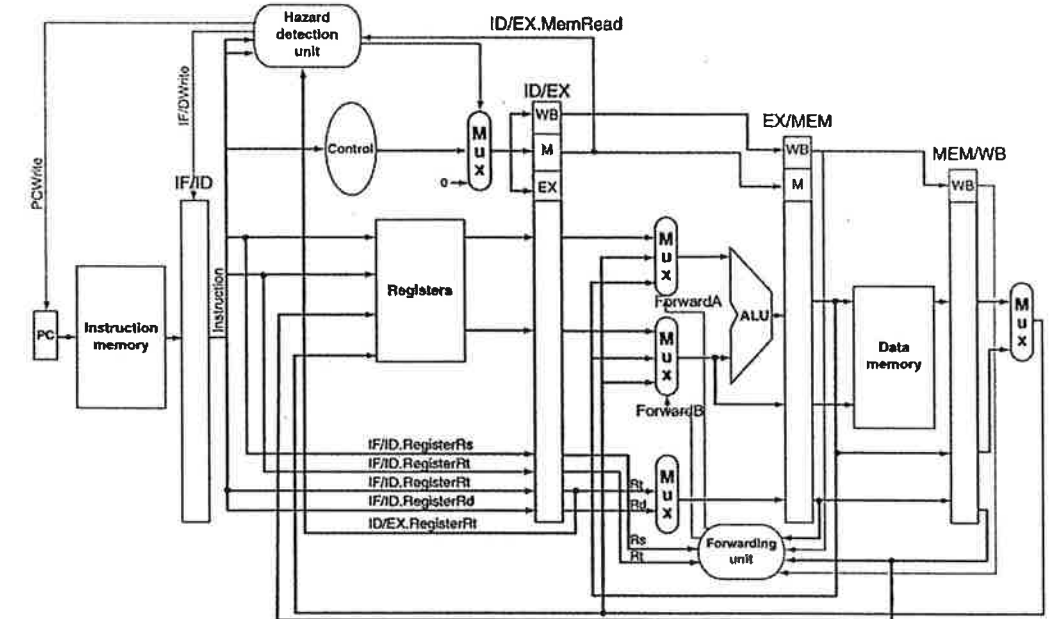 Hazard
detection
unit
ID/EX.MemRead
ID/EX
WB
M
EX
EX/MEM
WB
M
MEM/WB
WB
PCWrite
IF/DWrite
IF/ID
Control
M
u
x
0
PC
Instruction
memory
Instruction
Registers
M
u
x
ForwardA
ALU
M
u
x
ForwardB
Data
memory
M
u
x
IF/ID.RegisterRs
IF/ID.RegisterRt
IF/ID.RegisterRt
IF/ID.RegisterRd
ID/EX.RegisterRt
Rt
Rd
M
u
x
Rs
Rt
Forwarding
unit